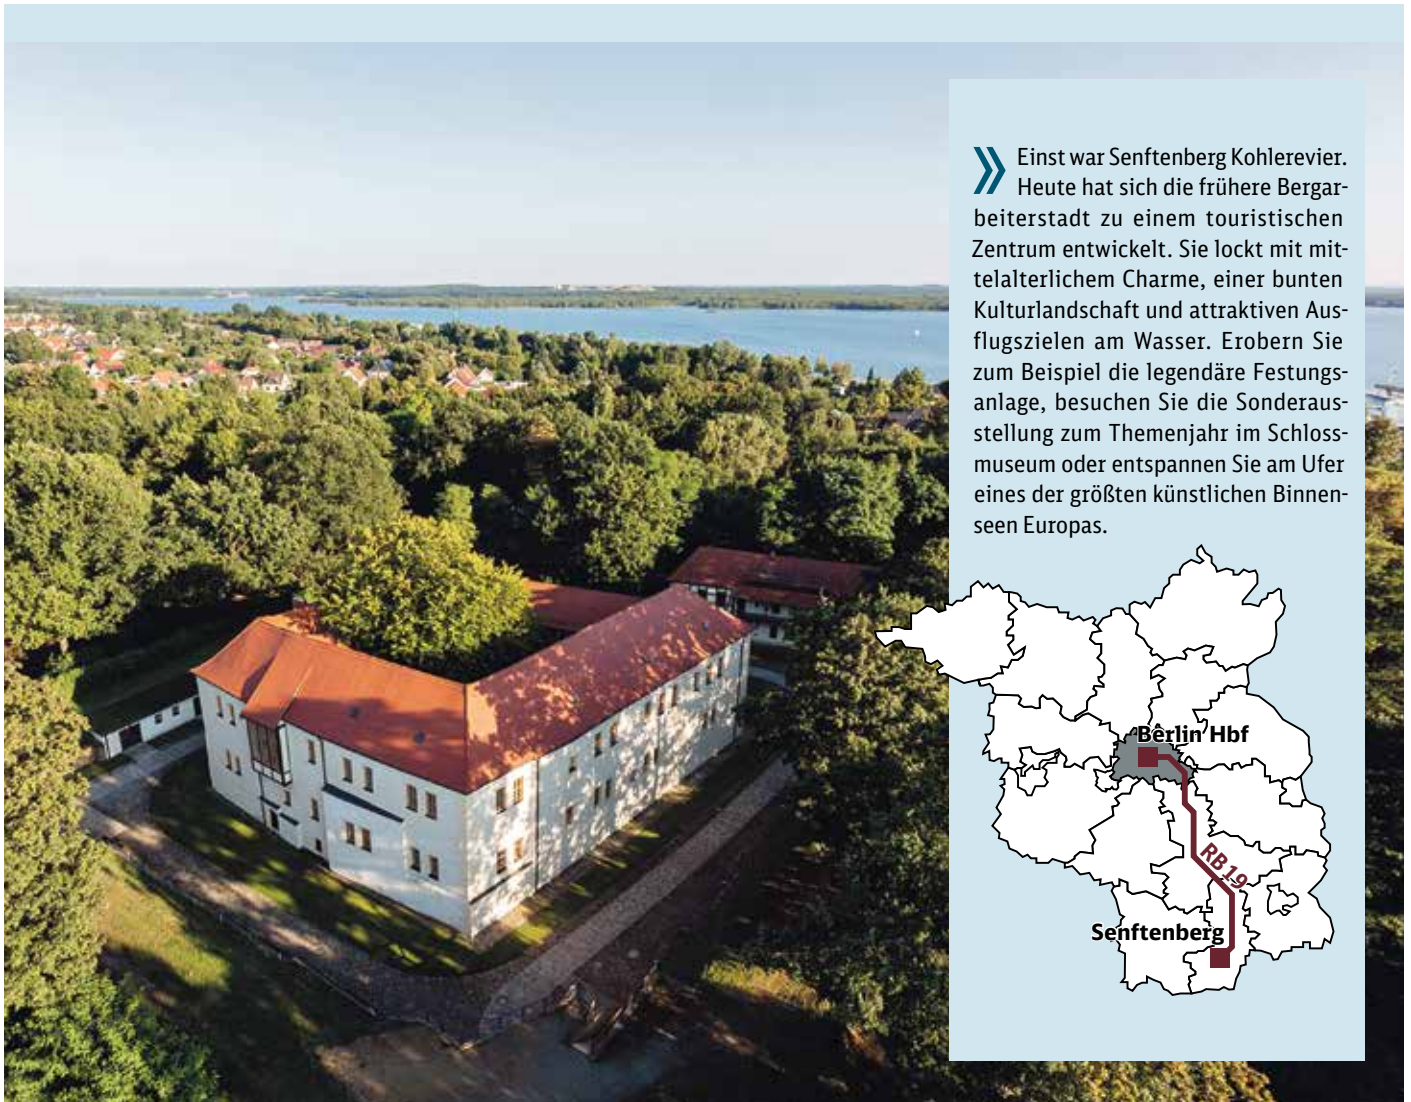 Einst war Senftenberg Kohlerevier.
Heute hat sich die frühere Bergar-
beiterstadt zu einem touristischen
Zentrum entwickelt. Sie lockt mit mit-
telalterlichem Charme, einer bunten
Kulturlandschaft und attraktiven Aus-
flugszielen am Wasser. Erobern Sie
zum Beispiel die legendäre Festungs-
anlage, besuchen Sie die Sonderaus-
stellung zum Themenjahr im Schloss-
museum oder entspannen Sie am Ufer
eines der größten künstlichen Binnen-
seen Europas.
Berlin Hbf
RB 19
Senftenberg